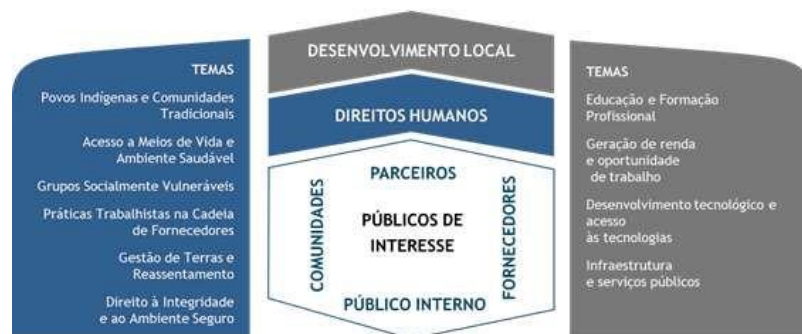 TEMAS
Povos Indígenas e Comunidades
Tradicionais
Acesso a Meios de Vida e
Ambiente Saudável
Grupos Socialmente Vulneráveis
Práticas Trabalhistas na Cadeia
de Fornecedores
Gestão de Terras e
Reassentamento
Direito à Integridade
e ao Ambiente Seguro
DESENVOLVIMENTO LOCAL
DIREITOS HUMANOS
PARCEIROS
COMUNIDADES
PÚBLICOS DE
INTERESSE
FORNECEDORES
PÚBLICO INTERNO
TEMAS
Educação e Formação
Profissional
Geração de renda
e oportunidade
de trabalho
Desenvolvimento tecnológico e
acesso
às tecnologias
Infraestrutura
e serviços públicos